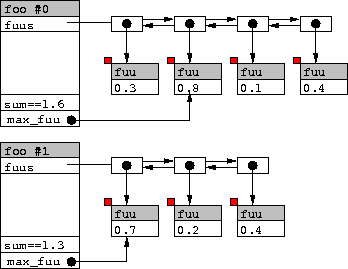 foo #0
fuus
fuu fuu fuu fuu
0.3 0.8 0.1 0.4
sum==1.6
max_fuu
foo #1
fuus
fuu fuu fuu
0.7 0.2 0.4
sum==1.3
max_fuu